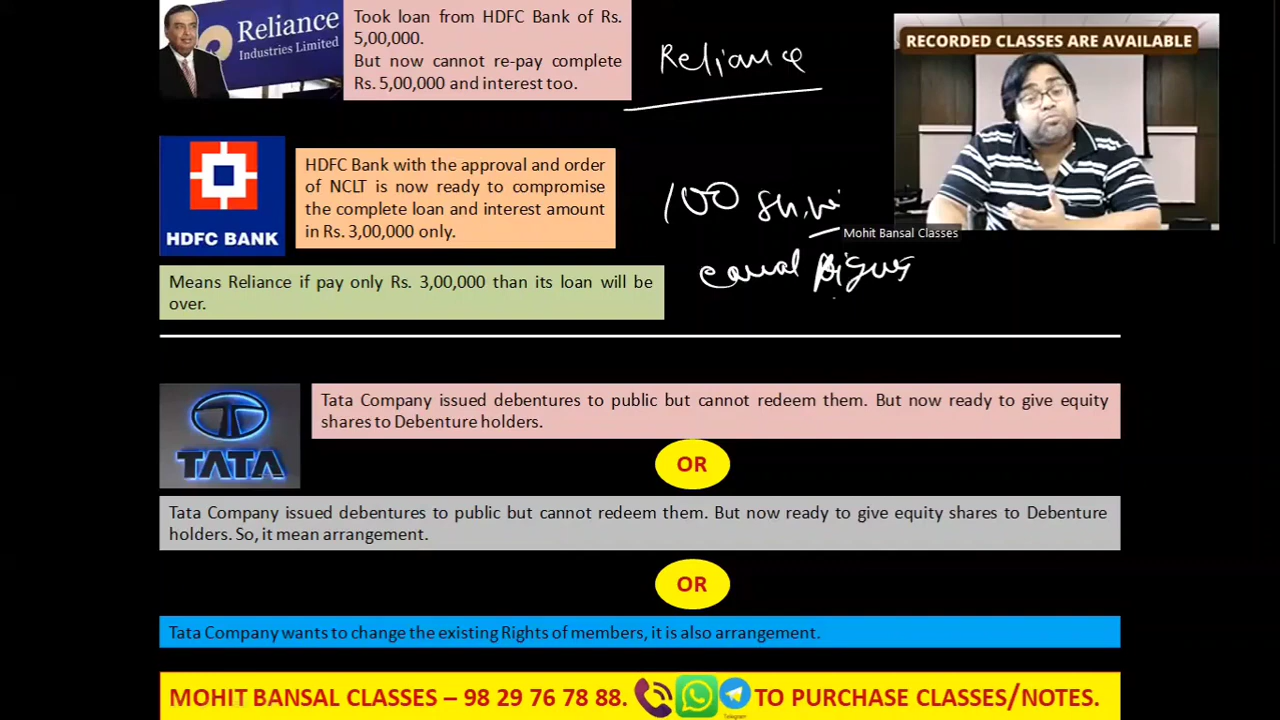 Reliance
Industries Limited
Took loan from HDFC Bank of Rs.
5,00,000.
But now cannot re-pay complete
Rs. 5,00,000 and interest too.
Reliance
RECORDED CLASSES ARE AVAILABLE
HDFC BANK
HDFC Bank with the approval and order
of NCLT is now ready to compromise
the complete loan and interest amount
in Rs. 3,00,000 only.
100
Mohit Bansal Classes
Means Reliance if pay only Rs. 3,00,000 than its loan will be
over.
TATA
Tata Company issued debentures to public but cannot redeem them. But now ready to give equity
shares to Debenture holders.
OR
Tata Company issued debentures to public but cannot redeem them. But now ready to give equity shares to Debenture
holders. So, it mean arrangement.
OR
Tata Company wants to change the existing Rights of members, it is also arrangement.
MOHIT BANSAL CLASSES – 98 29 76 78 88. TO PURCHASE CLASSES/NOTES.
Telegram